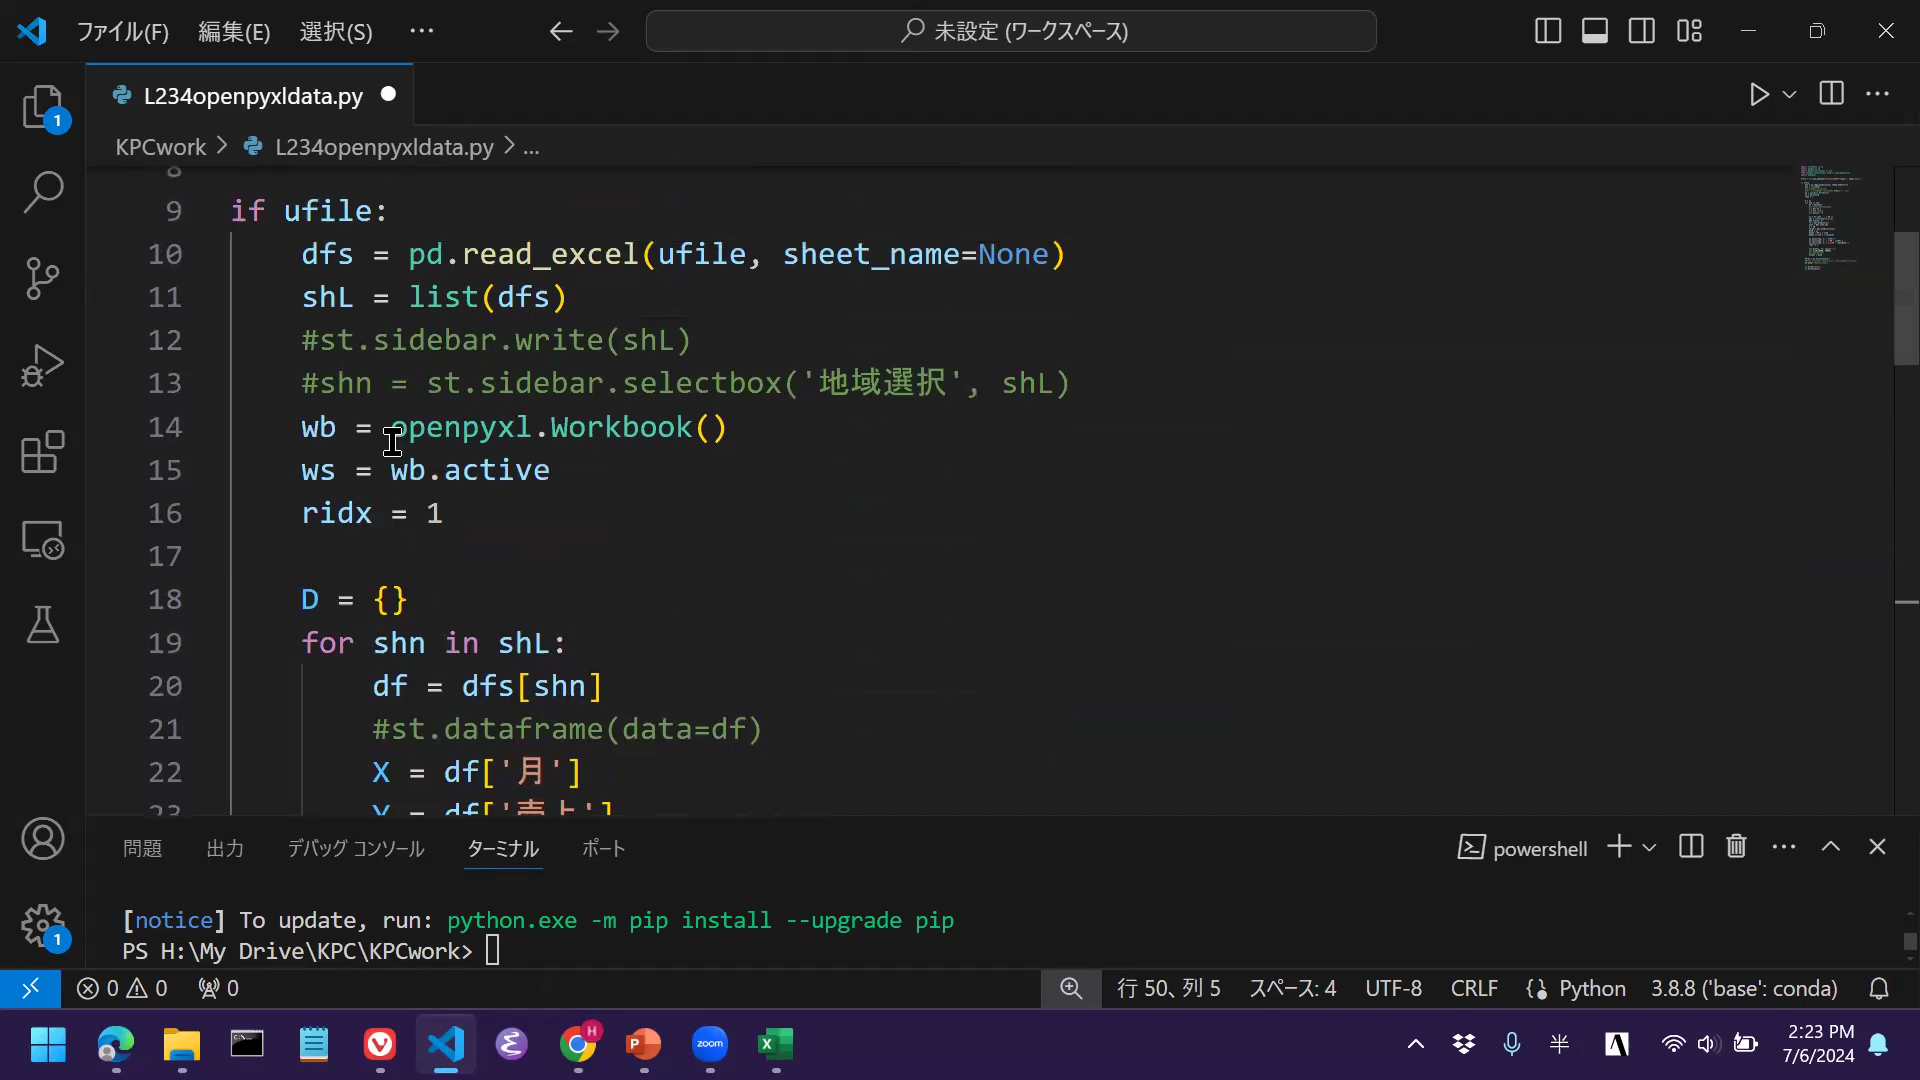 ファイル(F) 編集(E) 選択(S) ··· 未設定 (ワークスペース)
L234openpyxldata.py
KPCwork > L234openpyxldata.py > ...
8
9 if ufile:
10 dfs = pd.read_excel(ufile, sheet_name=None)
11 shL = list(dfs)
12 #st.sidebar.write(shL)
13 #shn = st.sidebar.selectbox('地域選択', shL)
14 wb = openpyxl.Workbook()
15 ws = wb.active
16 ridx = 1
17
18 D = {}
19 for shn in shL:
20 df = dfs[shn]
21 #st.dataframe(data=df)
22 X = df['月']
23 Y = df['売上']
問題 出力 デバッグ コンソール ターミナル ポート powershell
[notice] To update, run: python.exe -m pip install --upgrade pip
PS H:\My Drive\KPC\KPCwork>
0 0 0 行 50、列 5 スペース: 4 UTF-8 CRLF Python 3.8.8 ('base': conda)
zoom 半 A 2:23 PM
7/6/2024